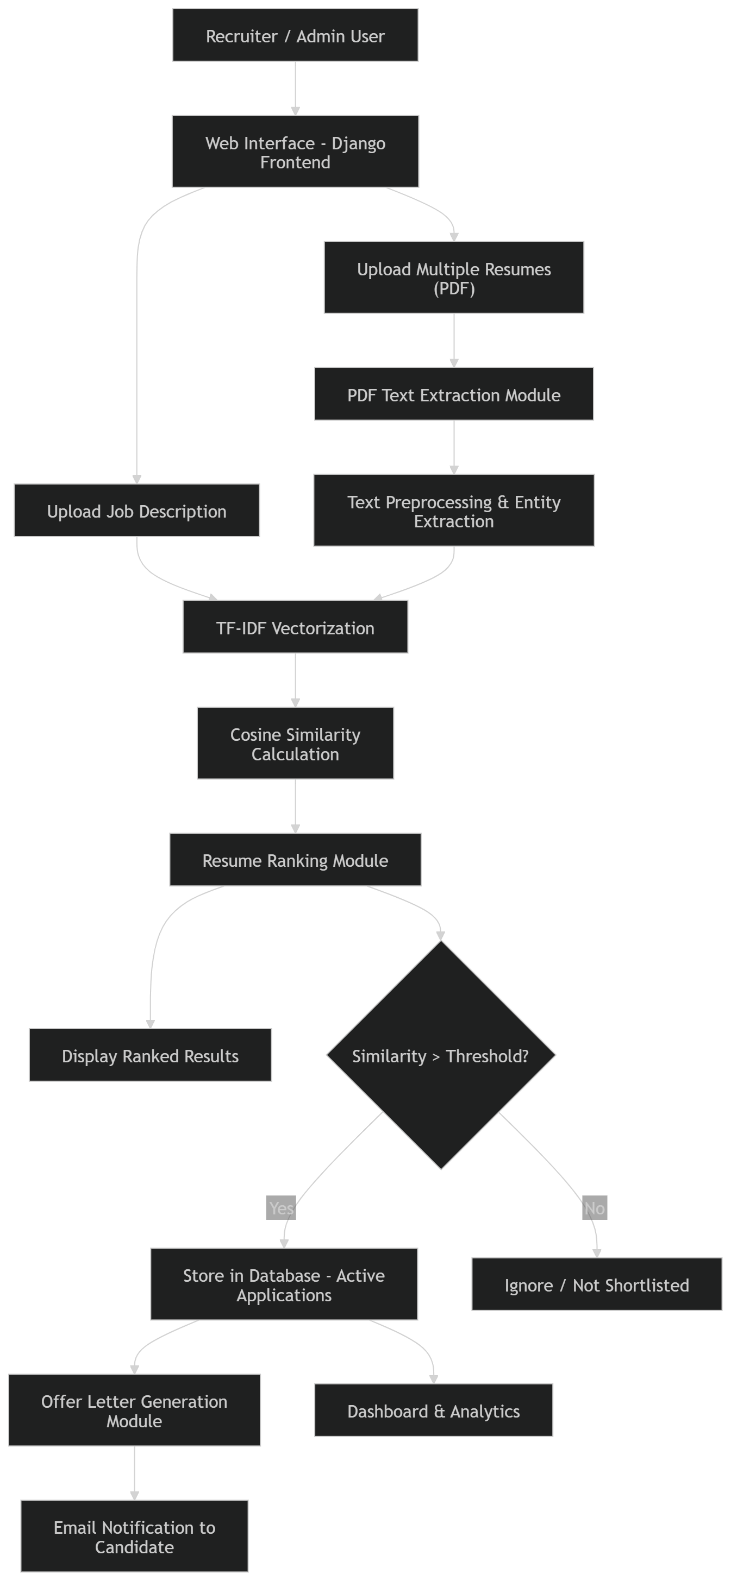 Recruiter / Admin User
Web Interface - Django
Frontend
Upload Multiple Resumes
(PDF)
PDF Text Extraction Module
Upload Job Description
Text Preprocessing & Entity
Extraction
TF-IDF Vectorization
Cosine Similarity
Calculation
Resume Ranking Module
Display Ranked Results
Similarity > Threshold?
Yes
No
Store in Database - Active
Applications
Ignore / Not Shortlisted
Offer Letter Generation
Module
Dashboard & Analytics
Email Notification to
Candidate